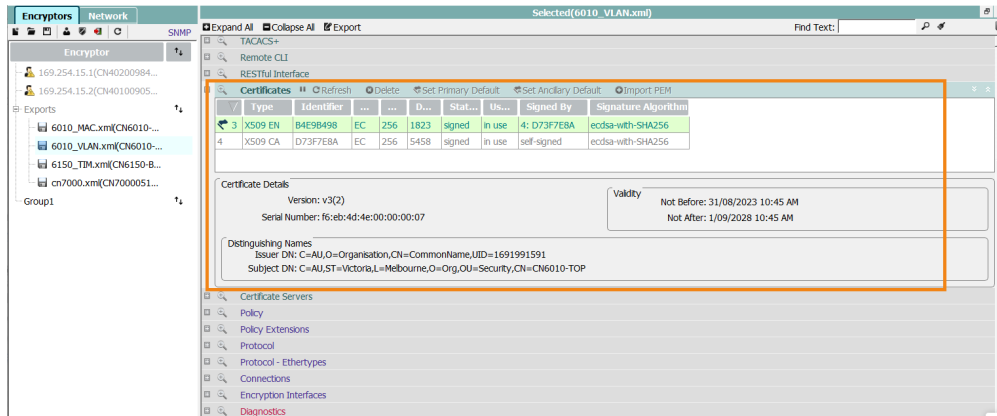 Selected(6010_VLAN.xml)
Encryptors Network
SNMP
Encryptor
169.254.15.1(CN40200984...
169.254.15.2(CN40100905...
Exports
6010_MAC.xml(CN6010-...
6010_VLAN.xml(CN6010-...
6150_TIM.xml(CN6150-B...
cn7000.xml(CN7000051...
Group1
Expand All Collapse All Export Find Text:
TACACS+
Remote CLI
RESTful Interface
Certificates Refresh Delete Set Primary Default Set Ancillary Default Import PEM
Type Identifier ... ... D... Stat... Us... Signed By Signature Algorithm
3 X509 EN B4E9B498 EC 256 1823 signed in use 4: D73F7E8A ecdsa-with-SHA256
4 X509 CA D73F7E8A EC 256 5458 signed in use self-signed ecdsa-with-SHA256
Certificate Details
Version: v3(2)
Serial Number: f6:eb:4d:4e:00:00:00:07
Validity
Not Before: 31/08/2023 10:45 AM
Not After: 1/09/2028 10:45 AM
Distinguishing Names
Issuer DN: C=AU,O=Organisation,CN=CommonName,UID=1691991591
Subject DN: C=AU,ST=Victoria,L=Melbourne,O=Org,OU=Security,CN=CN6010-TOP
Certificate Servers
Policy
Policy Extensions
Protocol
Protocol - Ethertypes
Connections
Encryption Interfaces
Diagnostics